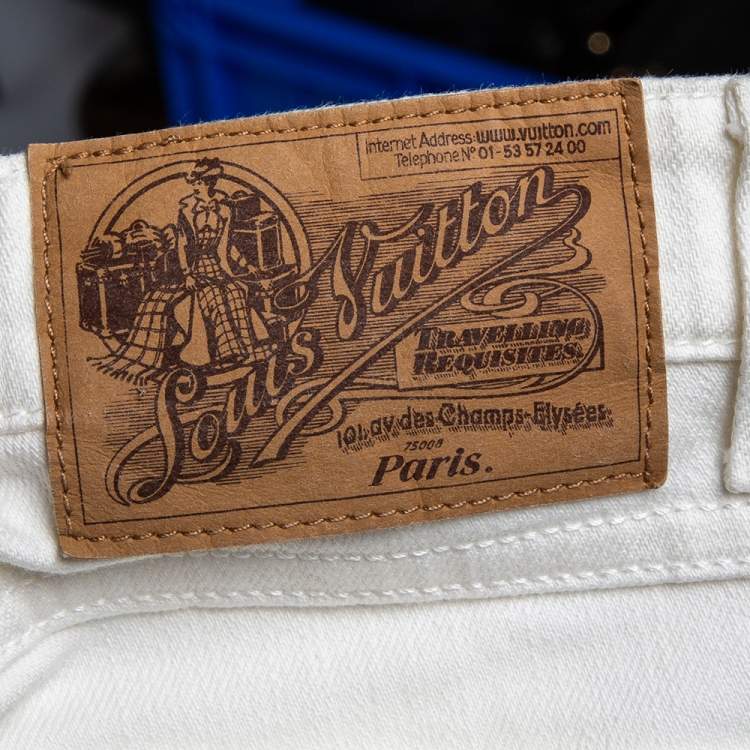 Internet Address: www.vuitton.com
Telephone Nº 01-53 57 24 00
Louis Vuitton
TRAVELLING
REQUISITES.
101, av. des Champs-Elysées.
75008
Paris.